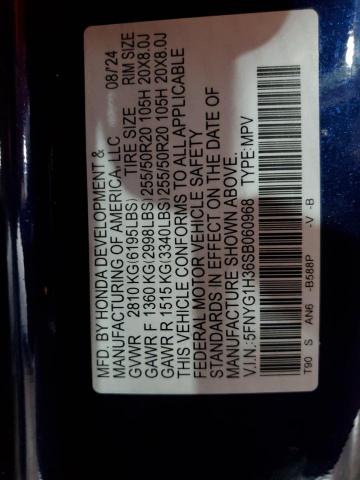 MFD. BY HONDA DEVELOPMENT & 08/'24
MANUFACTURING OF AMERICA, LLC
GVWR 2810 KG(6195LBS) TIRE SIZE RIM SIZE
GAWR F 1360 KG(2998LBS) 255/50R20 105H 20X8.0J
GAWR R 1515 KG(3340LBS) 255/50R20 105H 20X8.0J
THIS VEHICLE CONFORMS TO ALL APPLICABLE
FEDERAL MOTOR VEHICLE SAFETY
STANDARDS IN EFFECT ON THE DATE OF
MANUFACTURE SHOWN ABOVE.
V.I.N.:5FNYG1H36SB060968 TYPE:MPV
T90 S AN6 -B588P -V -B